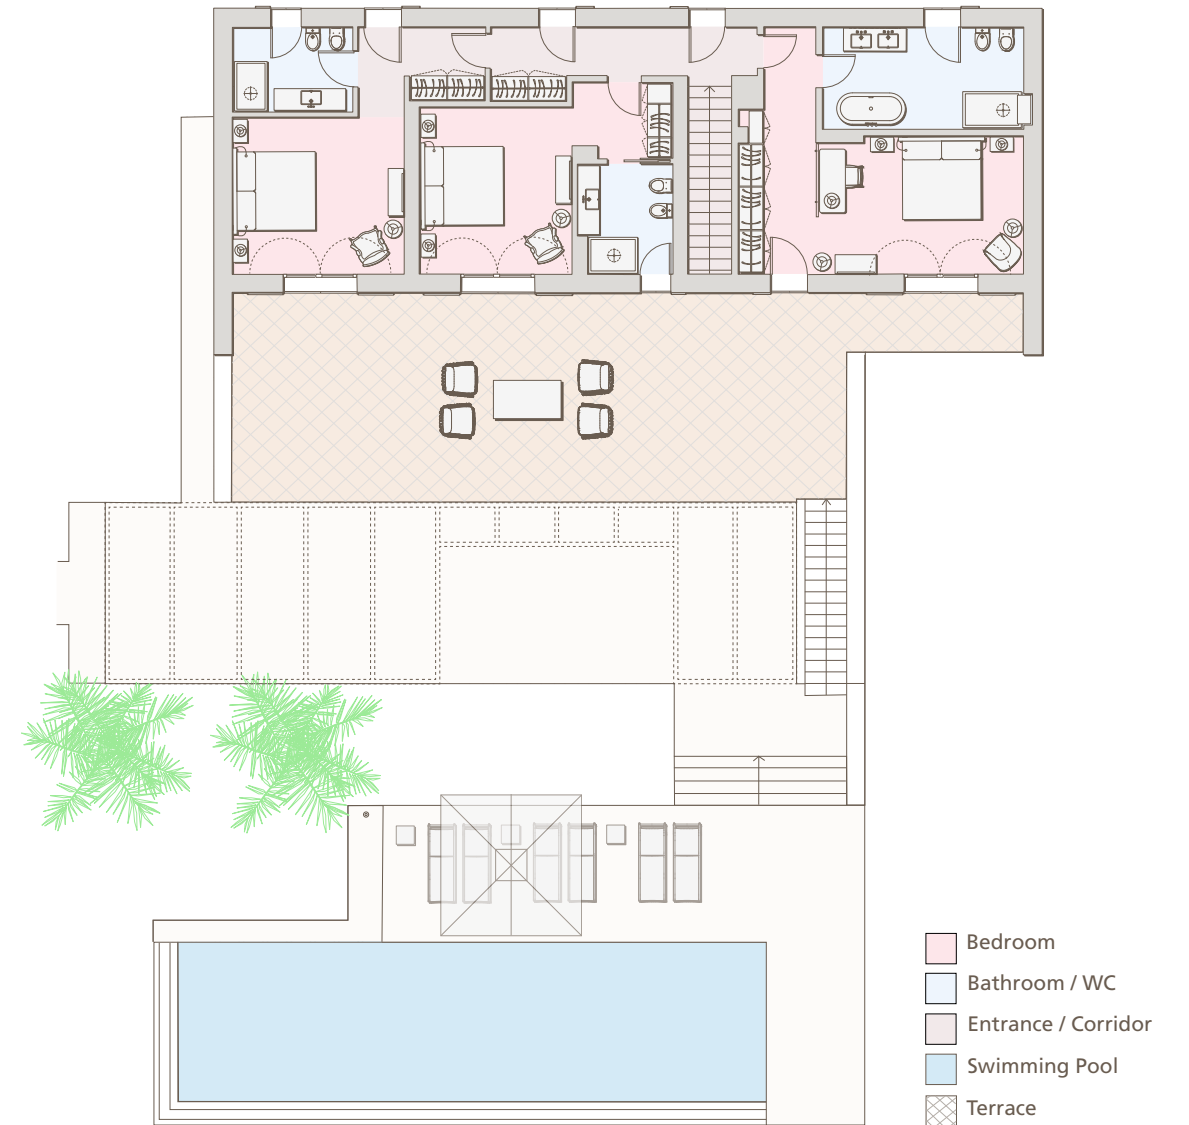 Bedroom
Bathroom / WC
Entrance / Corridor
Swimming Pool
Terrace